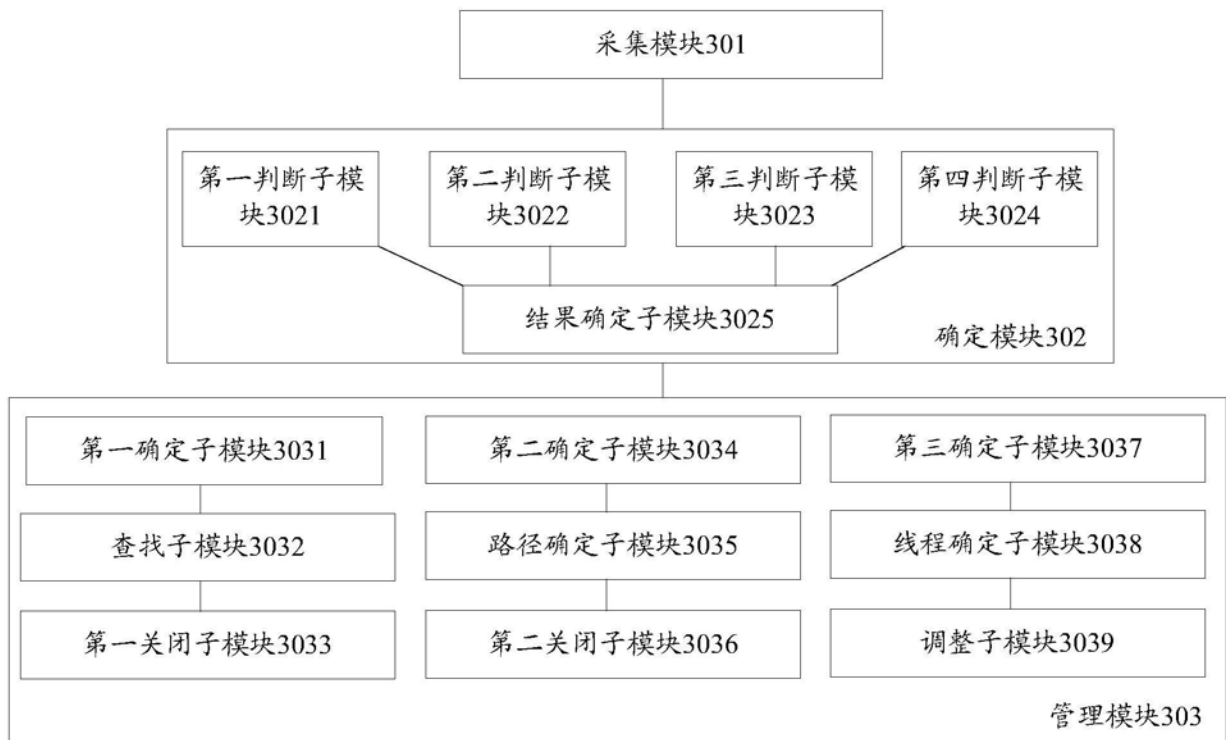 采集模块301
第一判断子模
块3021
第二判断子模
块3022
第三判断子模
块3023
第四判断子模
块3024
结果确定子模块3025
确定模块302
第一确定子模块3031
第二确定子模块3034
第三确定子模块3037
查找子模块3032
路径确定子模块3035
线程确定子模块3038
第一关闭子模块3033
第二关闭子模块3036
调整子模块3039
管理模块303